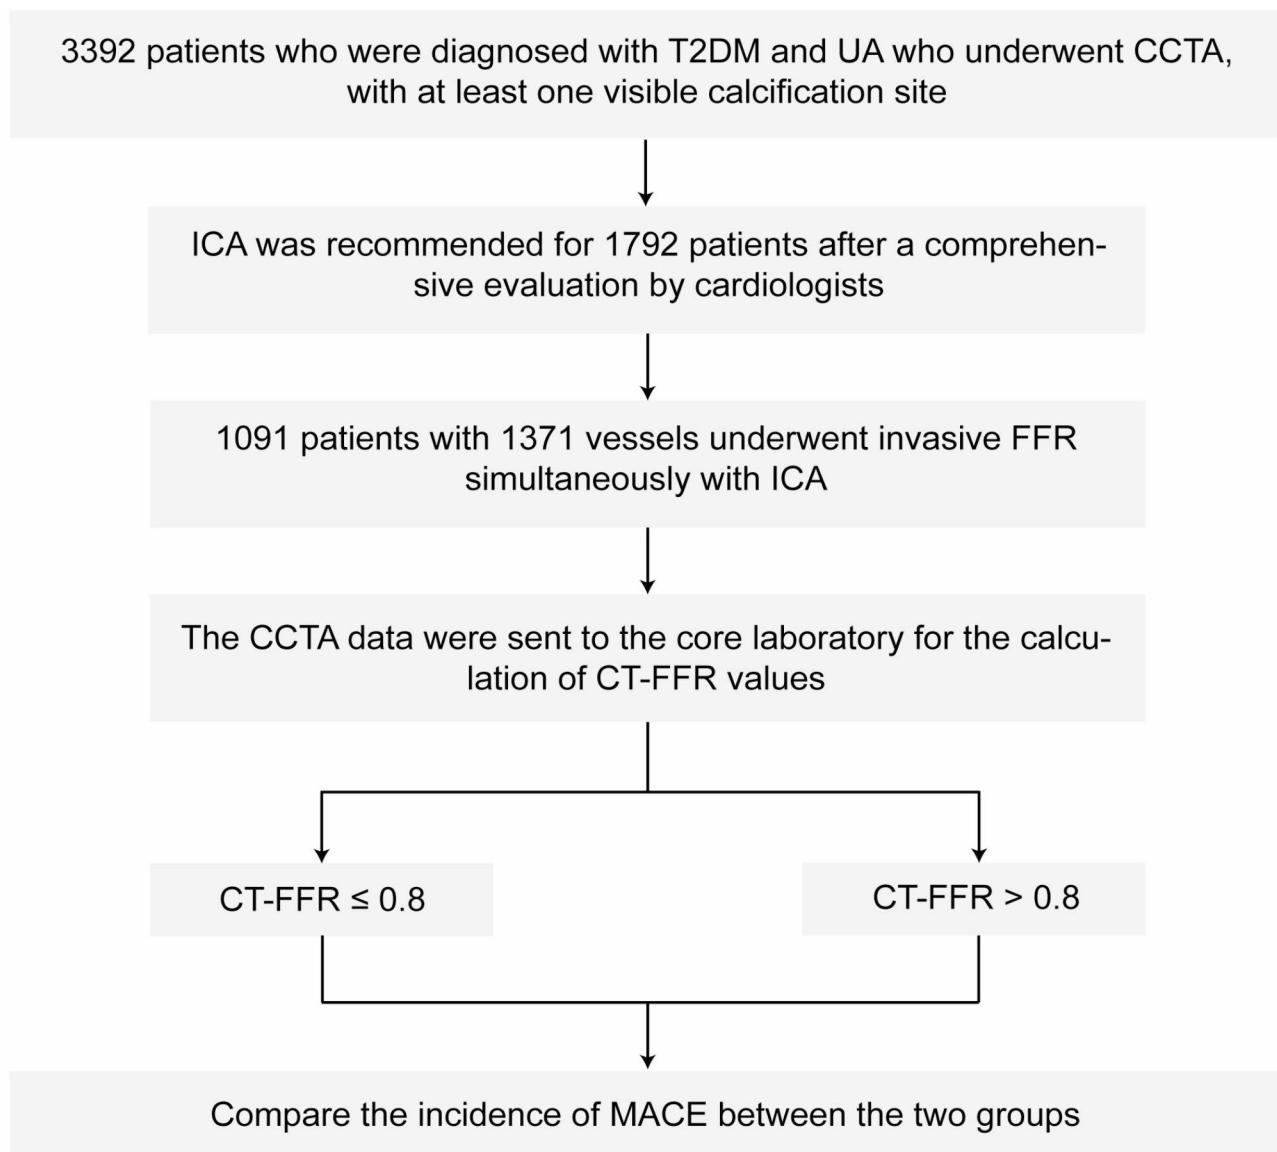 3392 patients who were diagnosed with T2DM and UA who underwent CCTA,
with at least one visible calcification site
ICA was recommended for 1792 patients after a comprehen-
sive evaluation by cardiologists
1091 patients with 1371 vessels underwent invasive FFR
simultaneously with ICA
The CCTA data were sent to the core laboratory for the calcu-
lation of CT-FFR values
CT-FFR ≤ 0.8
CT-FFR > 0.8
Compare the incidence of MACE between the two groups